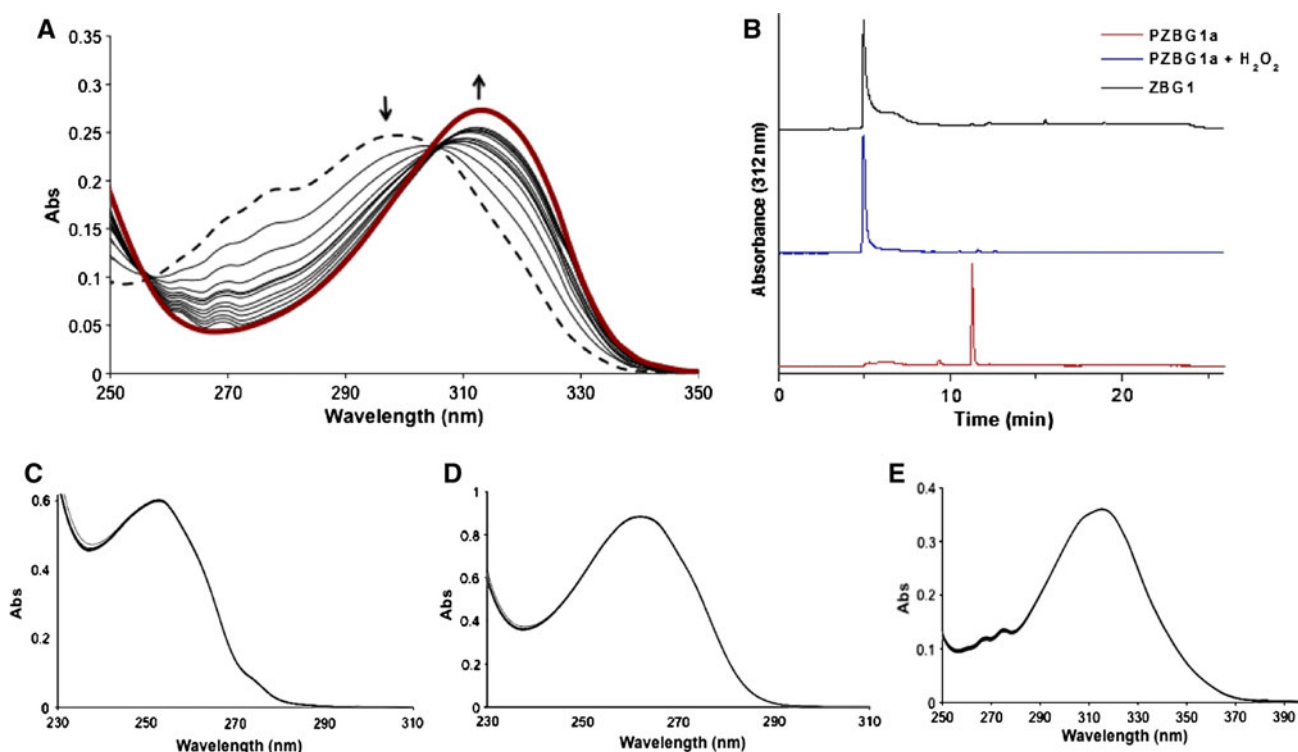 A
0.35
0.3
0.25
0.2
0.15
0.1
0.05
0
Abs
250
270
290
310
330
350
Wavelength (nm)
B
PZBG1a
PZBG1a + H₂O₂
ZBG1
Absorbance (312nm)
0
10
20
Time (min)
C
0.6
0.4
0.2
0
Abs
230
250
270
290
310
Wavelength (nm)
D
1
0.8
0.6
0.4
0.2
0
Abs
230
250
270
290
310
Wavelength (nm)
E
0.4
0.3
0.2
0.1
0
Abs
250
270
290
310
330
350
370
390
Wavelength (nm)